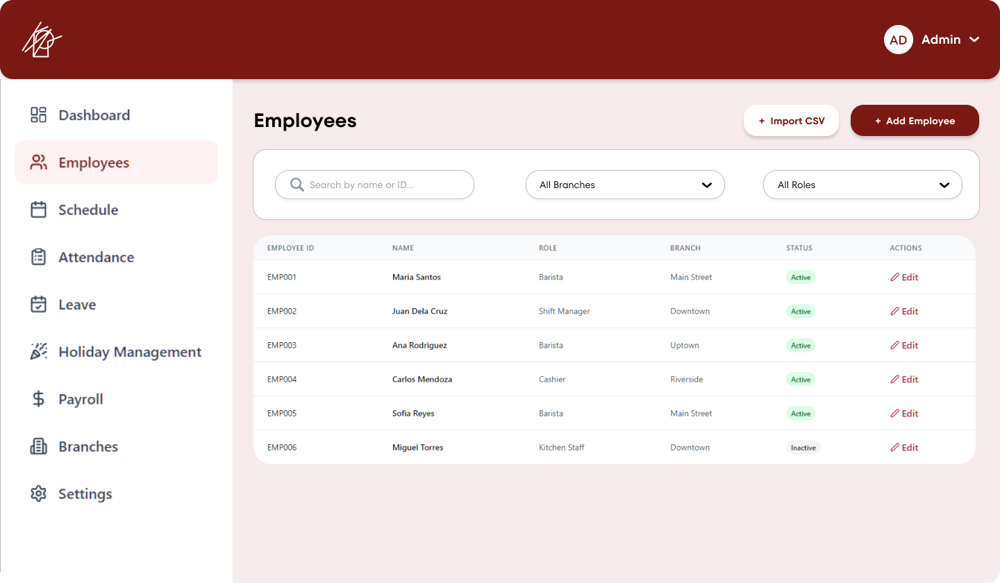 AD Admin
Dashboard
Employees
Schedule
Attendance
Leave
Holiday Management
Payroll
Branches
Settings
Employees
+ Import CSV
+ Add Employee
Search by name or ID...
All Branches
All Roles
EMPLOYEE ID NAME ROLE BRANCH STATUS ACTIONS
EMP001 Maria Santos Barista Main Street Active Edit
EMP002 Juan Dela Cruz Shift Manager Downtown Active Edit
EMP003 Ana Rodriguez Barista Uptown Active Edit
EMP004 Carlos Mendoza Cashier Riverside Active Edit
EMP005 Sofia Reyes Barista Main Street Active Edit
EMP006 Miguel Torres Kitchen Staff Downtown Inactive Edit